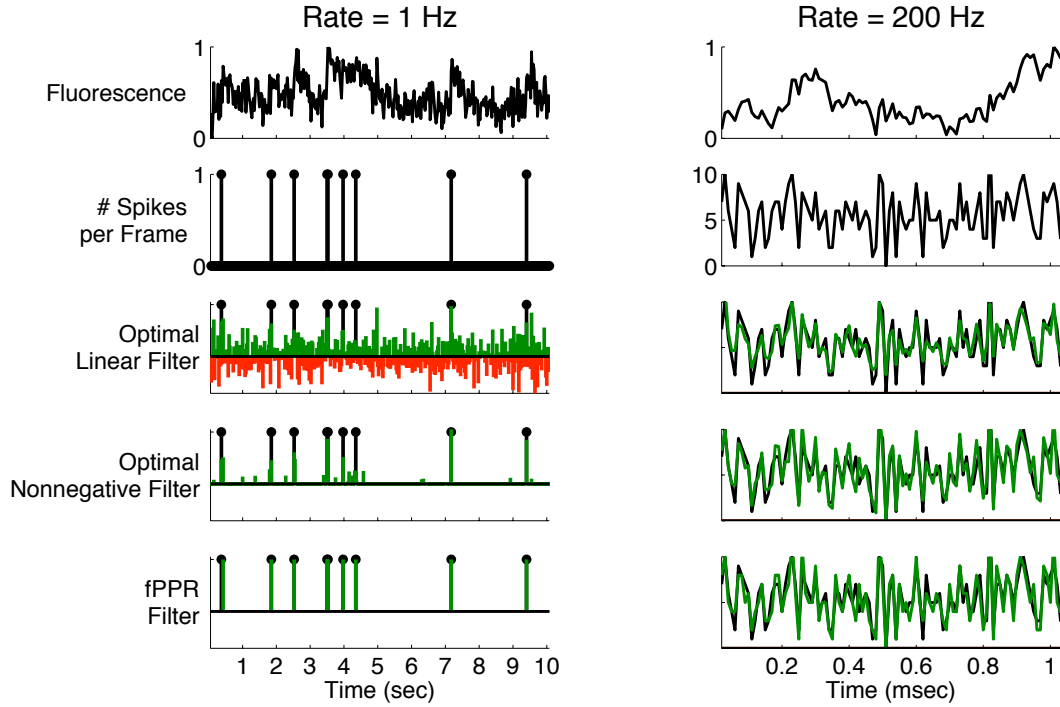 Rate = 1 Hz
Rate = 200 Hz
Fluorescence
1
0
1
0
# Spikes
per Frame
1
0
10
5
0
Optimal
Linear Filter
Optimal
Nonnegative Filter
fPPR
Filter
1 2 3 4 5 6 7 8 9 10
Time (sec)
0.2 0.4 0.6 0.8 1
Time (msec)